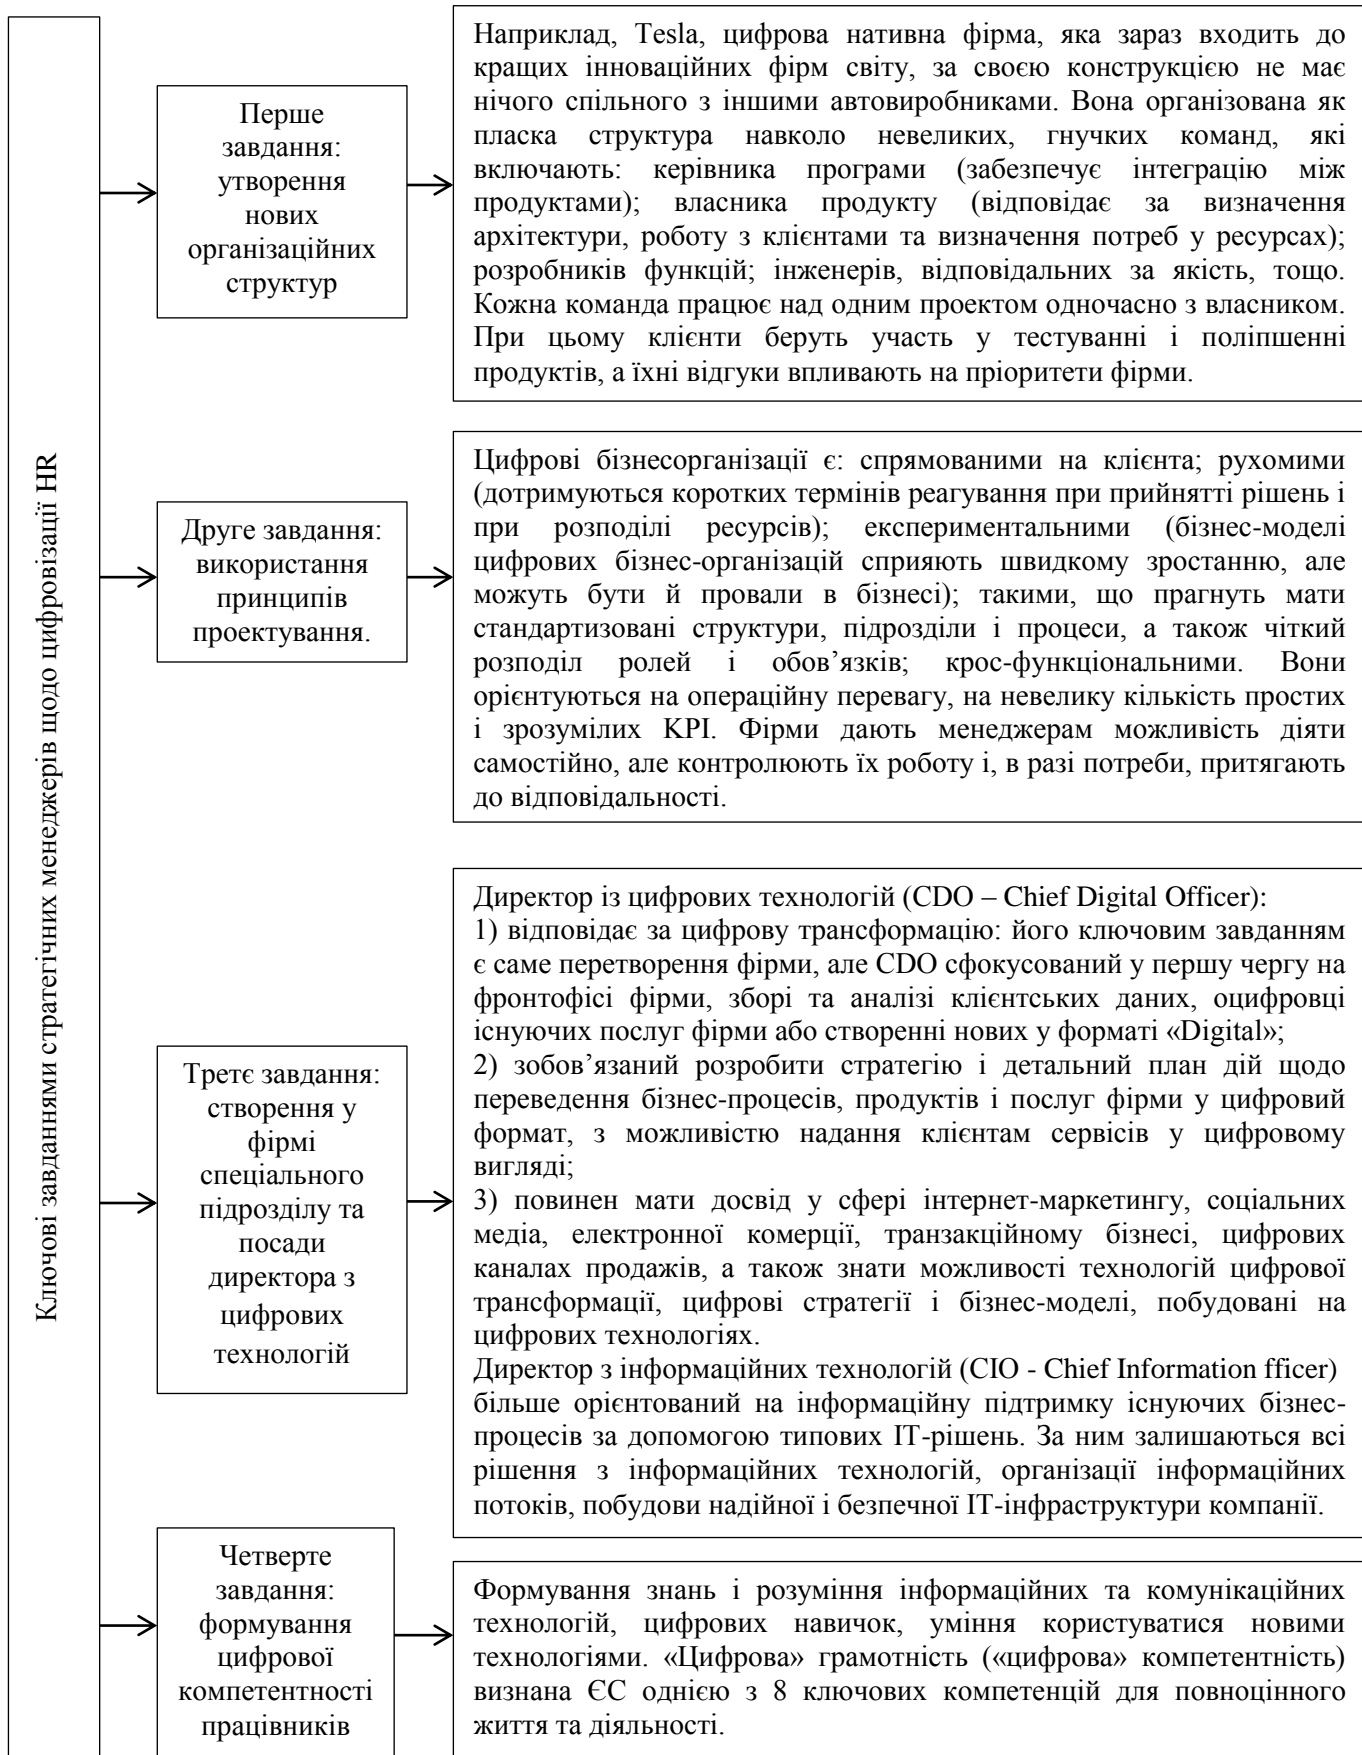 Ключові завданнями стратегічних менеджерів щодо цифровізації HR
Перше
завдання:
утворення
нових
організаційних
структур
Наприклад, Tesla, цифрова нативна фірма, яка зараз входить до
кращих інноваційних фірм світу, за своєю конструкцією не має
нічого спільного з іншими автовиробниками. Вона організована як
пласка структура навколо невеликих, гнучких команд, які
включають: керівника програми (забезпечує інтеграцію між
продуктами); власника продукту (відповідає за визначення
архітектури, роботу з клієнтами та визначення потреб у ресурсах);
розробників функцій; інженерів, відповідальних за якість, тощо.
Кожна команда працює над одним проектом одночасно з власником.
При цьому клієнти беруть участь у тестуванні і поліпшенні
продуктів, а їхні відгуки впливають на пріоритети фірми.
Друге завдання:
використання
принципів
проектування.
Цифрові бізнесорганізації є: спрямованими на клієнта; рухомими
(дотримуються коротких термінів реагування при прийнятті рішень і
при розподілі ресурсів); експериментальними (бізнес-моделі
цифрових бізнес-організацій сприяють швидкому зростанню, але
можуть бути й провали в бізнесі); такими, що прагнуть мати
стандартизовані структури, підрозділи і процеси, а також чіткий
розподіл ролей і обов’язків; крос-функціональними. Вони
орієнтуються на операційну перевагу, на невелику кількість простих
і зрозумілих KPI. Фірми дають менеджерам можливість діяти
самостійно, але контролюють їх роботу і, в разі потреби, притягають
до відповідальності.
Третє завдання:
створення у
фірмі
спеціального
підрозділу та
посади
директора з
цифрових
технологій
Директор із цифрових технологій (CDO – Chief Digital Officer):
1) відповідає за цифрову трансформацію: його ключовим завданням
є саме перетворення фірми, але CDO сфокусований у першу чергу на
фронтофісі фірми, зборі та аналізі клієнтських даних, оцифровці
існуючих послуг фірми або створенні нових у форматі «Digital»;
2) зобов’язаний розробити стратегію і детальний план дій щодо
переведення бізнес-процесів, продуктів і послуг фірми у цифровий
формат, з можливістю надання клієнтам сервісів у цифровому
вигляді;
3) повинен мати досвід у сфері інтернет-маркетингу, соціальних
медіа, електронної комерції, транзакційному бізнесі, цифрових
каналах продажів, а також знати можливості технологій цифрової
трансформації, цифрові стратегії і бізнес-моделі, побудовані на
цифрових технологіях.
Директор з інформаційних технологій (CIO - Chief Information fficer)
більше орієнтований на інформаційну підтримку існуючих бізнес-
процесів за допомогою типових ІТ-рішень. За ним залишаються всі
рішення з інформаційних технологій, організації інформаційних
потоків, побудови надійної і безпечної ІТ-інфраструктури компанії.
Четверте
завдання:
формування
цифрової
компетентності
працівників
Формування знань і розуміння інформаційних та комунікаційних
технологій, цифрових навичок, уміння користуватися новими
технологіями. «Цифрова» грамотність («цифрова» компетентність)
визнана ЄС однією з 8 ключових компетенцій для повноцінного
життя та діяльності.